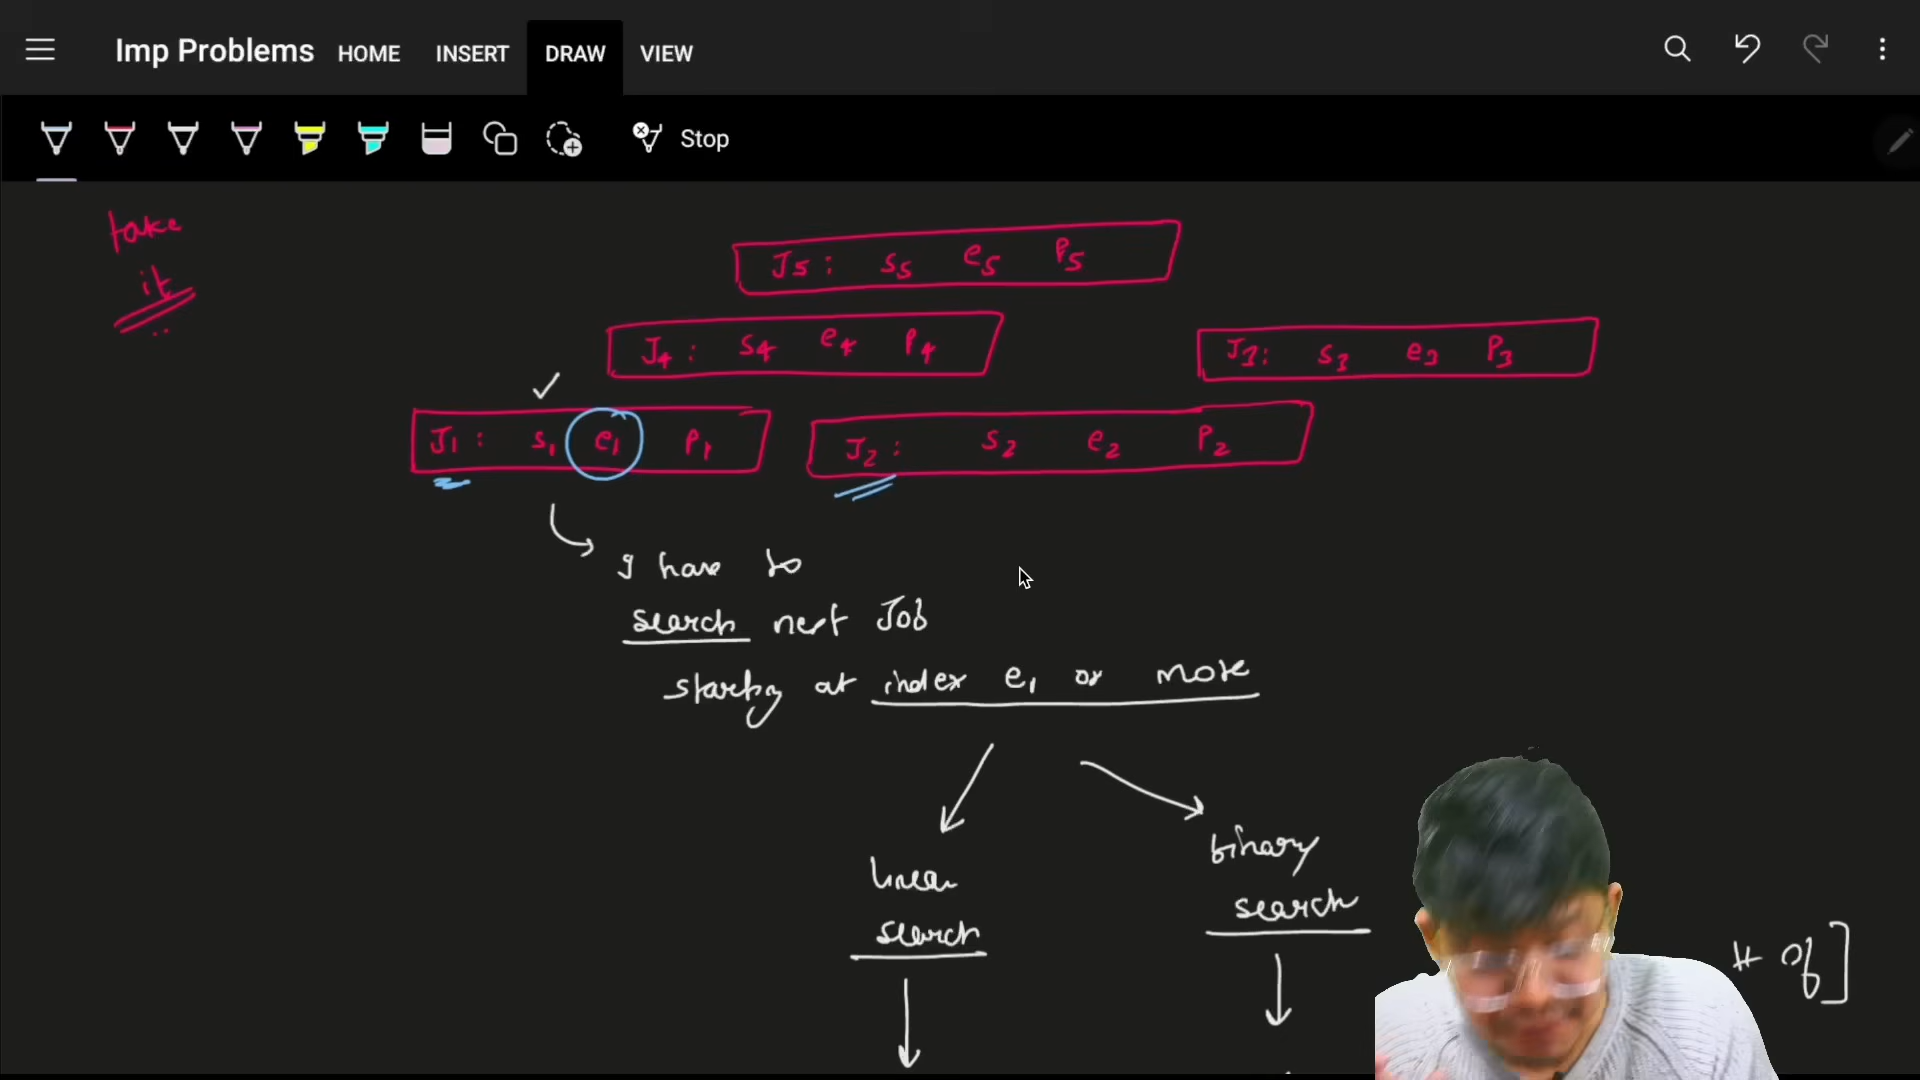 Imp Problems HOME INSERT DRAW VIEW
Stop
take
it
J5 : s5 e5 P5
J4 : s4 e4 P4
J3 : s3 e3 P3
J1 : s1 e1 P1
J2 : s2 e2 P2
I have to
search next Job
starting at index e1 or more
linear
search
binary
search
# of]